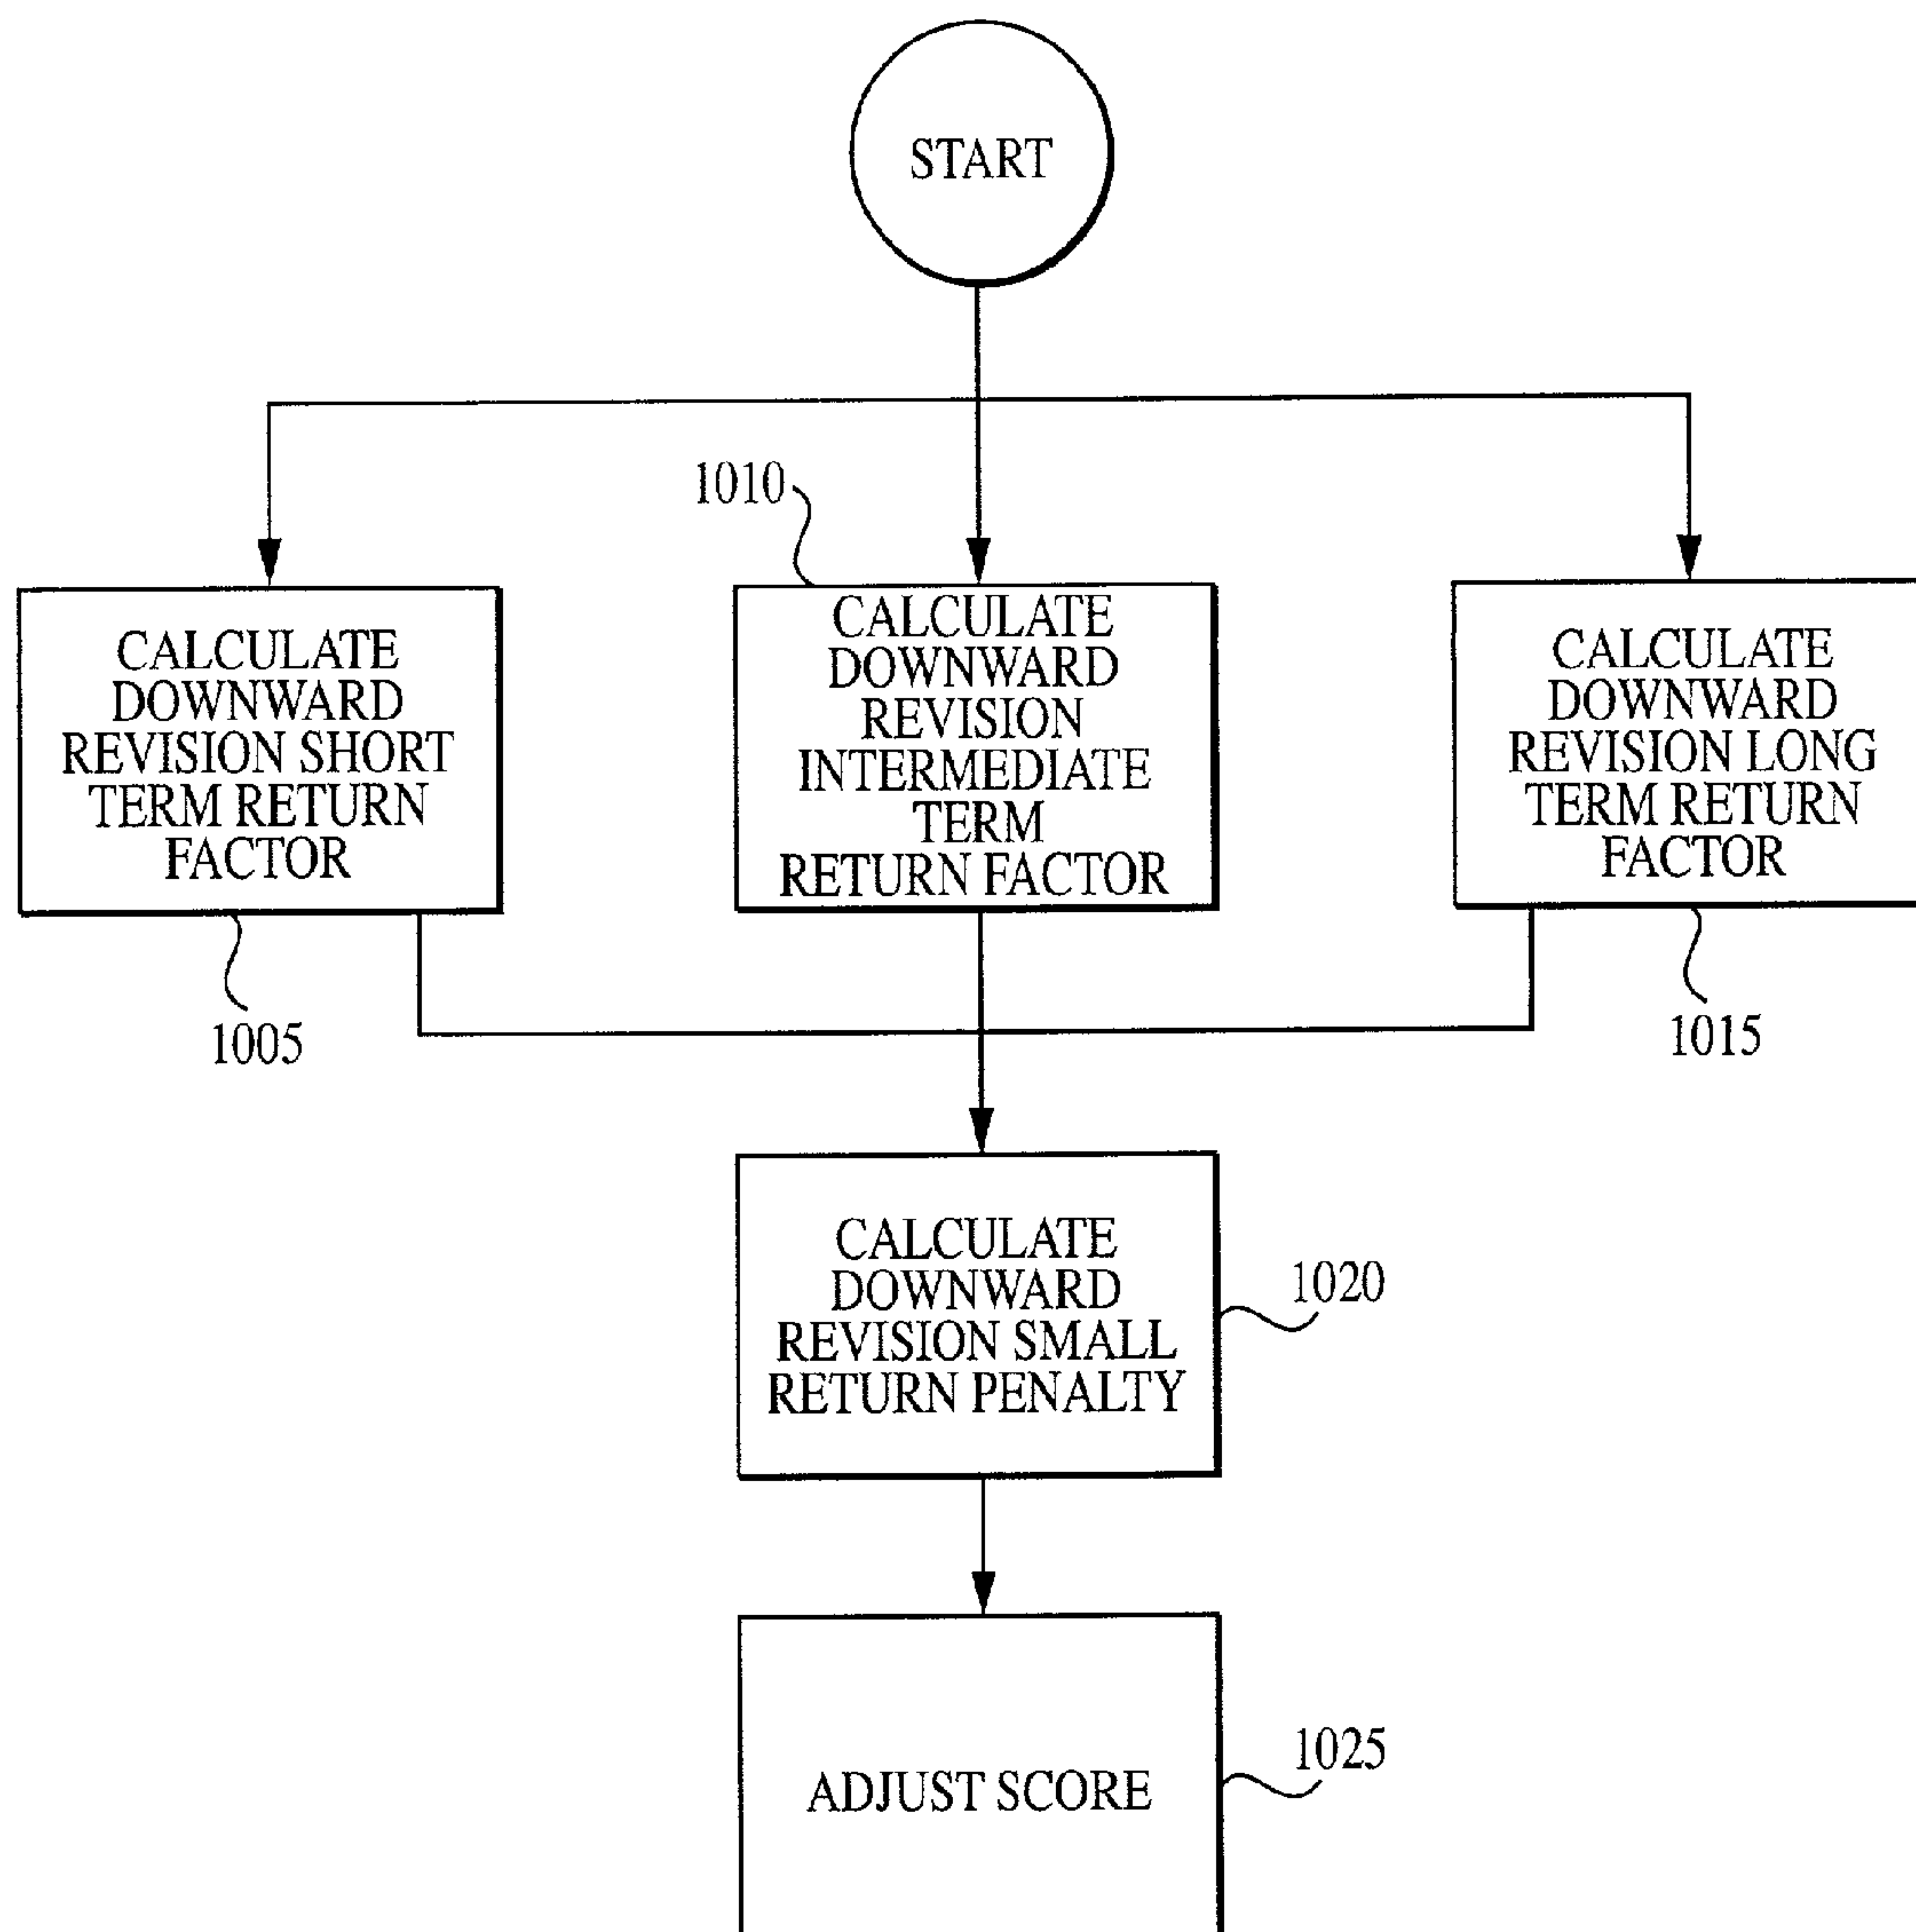 START
1010
CALCULATE
DOWNWARD
REVISION SHORT
TERM RETURN
FACTOR
CALCULATE
DOWNWARD
REVISION
INTERMEDIATE
TERM
RETURN FACTOR
CALCULATE
DOWNWARD
REVISION LONG
TERM RETURN
FACTOR
1005
1015
CALCULATE
DOWNWARD
REVISION SMALL
RETURN PENALTY
1020
ADJUST SCORE
1025